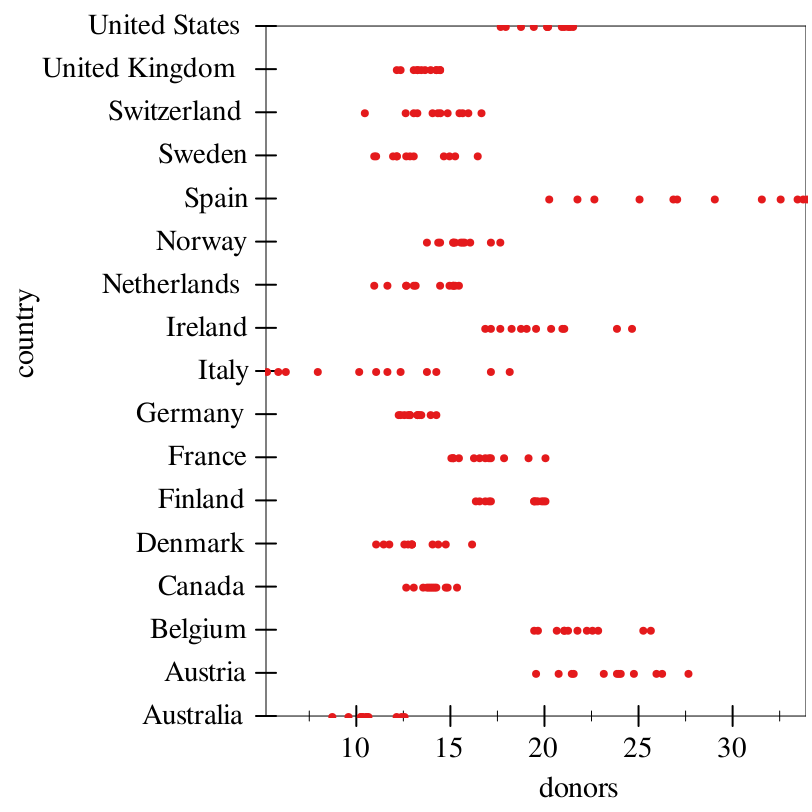 United States
United Kingdom
Switzerland
Sweden
Spain
Norway
Netherlands
Ireland
Italy
Germany
France
Finland
Denmark
Canada
Belgium
Austria
Australia
country
10 15 20 25 30
donors